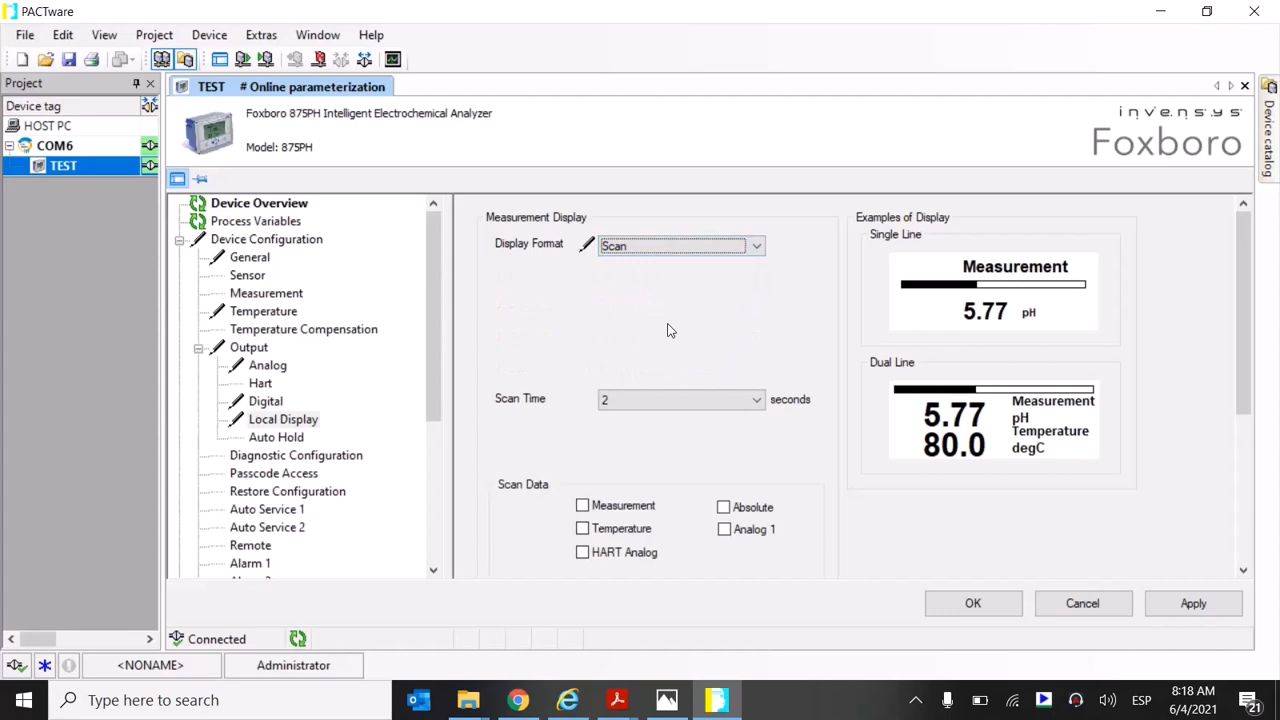 PACTware
File Edit View Project Device Extras Window Help
Project
Device tag
HOST PC
COM6
TEST
TEST # Online parameterization
Foxboro 875PH Intelligent Electrochemical Analyzer
Model: 875PH
invensys
Foxboro
Device catalog
Device Overview
Process Variables
Device Configuration
General
Sensor
Measurement
Temperature
Temperature Compensation
Output
Analog
Hart
Digital
Local Display
Auto Hold
Diagnostic Configuration
Passcode Access
Restore Configuration
Auto Service 1
Auto Service 2
Remote
Alarm 1
Measurement Display
Display Format Scan
Scan Time 2 seconds
Scan Data
Measurement Absolute
Temperature Analog 1
HART Analog
Examples of Display
Single Line
Measurement
5.77 pH
Dual Line
5.77 Measurement
pH
80.0 Temperature
degC
OK Cancel Apply
Connected
<NONAME> Administrator
Type here to search
ESP
8:18 AM
6/4/2021
21